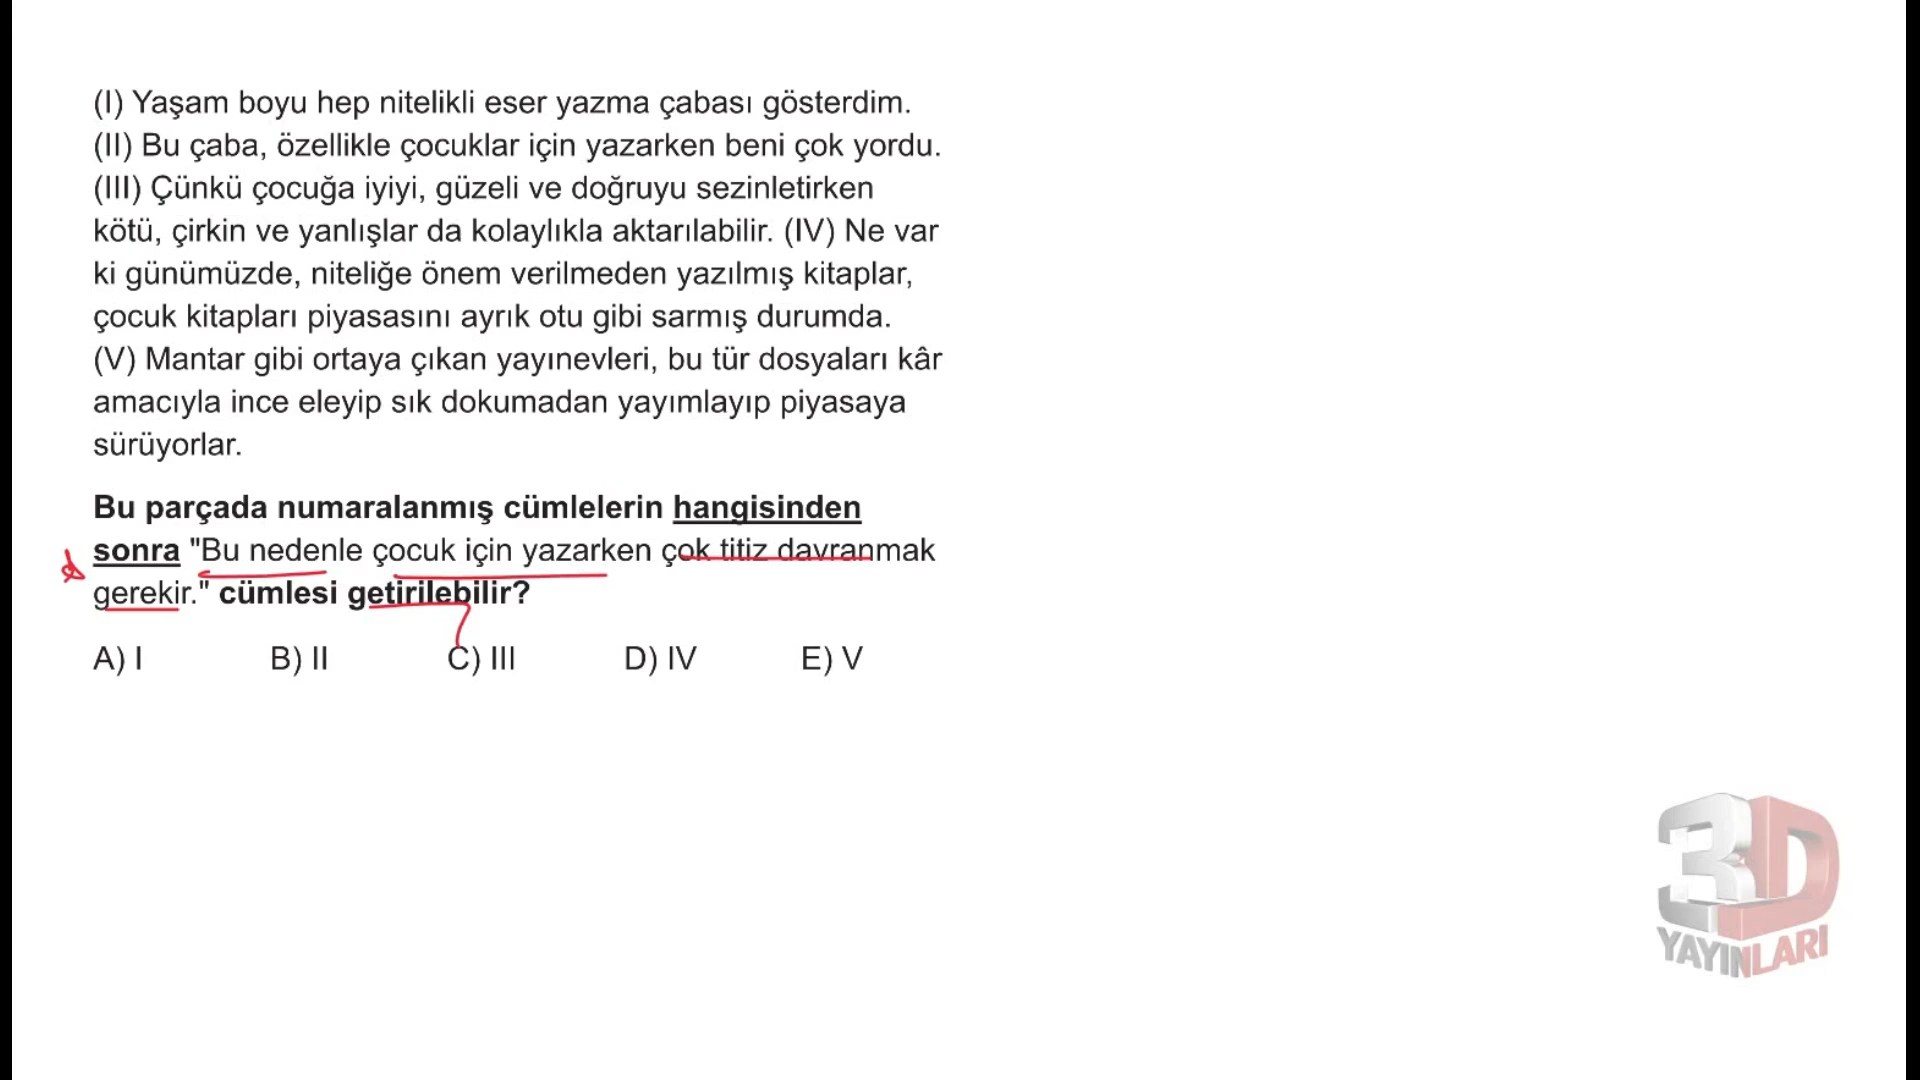 (I) Yaşam boyu hep nitelikli eser yazma çabası gösterdim.
(II) Bu çaba, özellikle çocuklar için yazarken beni çok yordu.
(III) Çünkü çocuğa iyiyi, güzeli ve doğruyu sezinletirken
kötü, çirkin ve yanlışlar da kolaylıkla aktarılabilir. (IV) Ne var
ki günümüzde, niteliğe önem verilmeden yazılmış kitaplar,
çocuk kitapları piyasasını ayrık otu gibi sarmış durumda.
(V) Mantar gibi ortaya çıkan yayınevleri, bu tür dosyaları kâr
amacıyla ince eleyip sık dokumadan yayımlayıp piyasaya
sürüyorlar.
Bu parçada numaralanmış cümlelerin hangisinden
sonra "Bu nedenle çocuk için yazarken çok titiz davranmak
gerekir." cümlesi getirilebilir?
A) I B) II C) III D) IV E) V
3D
YAYINLARI